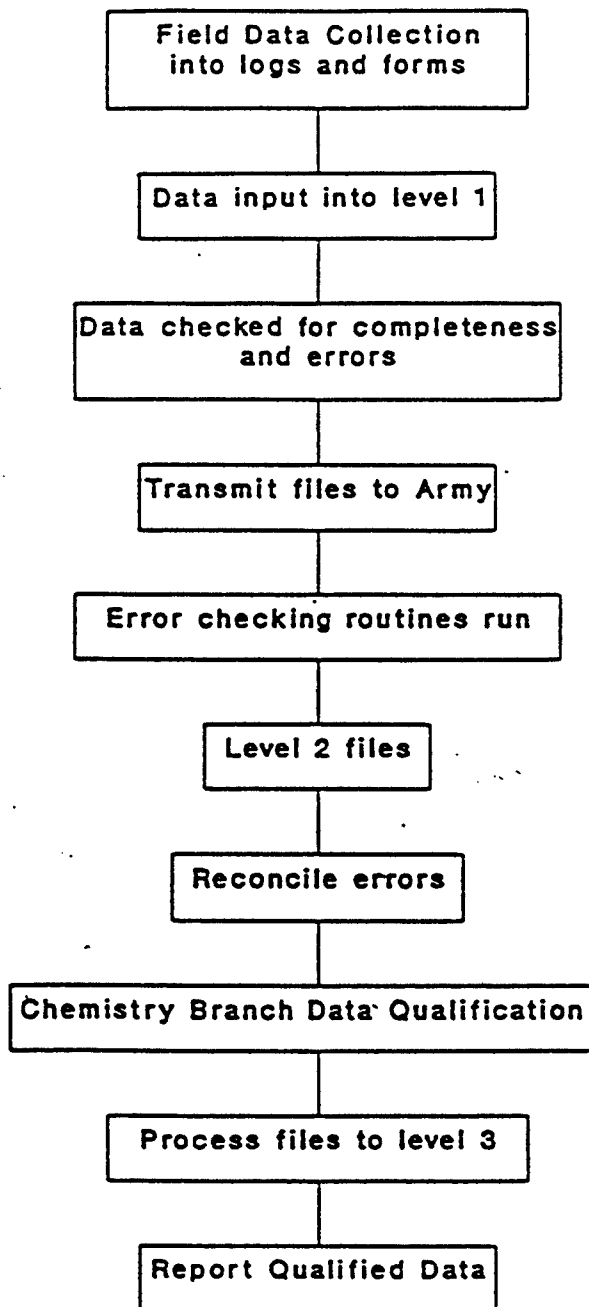 Field Data Collection
into logs and forms
Data input into level 1
Data checked for completeness
and errors
Transmit files to Army
Error checking routines run
Level 2 files
Reconcile errors
Chemistry Branch Data Qualification
Process files to level 3
Report Qualified Data